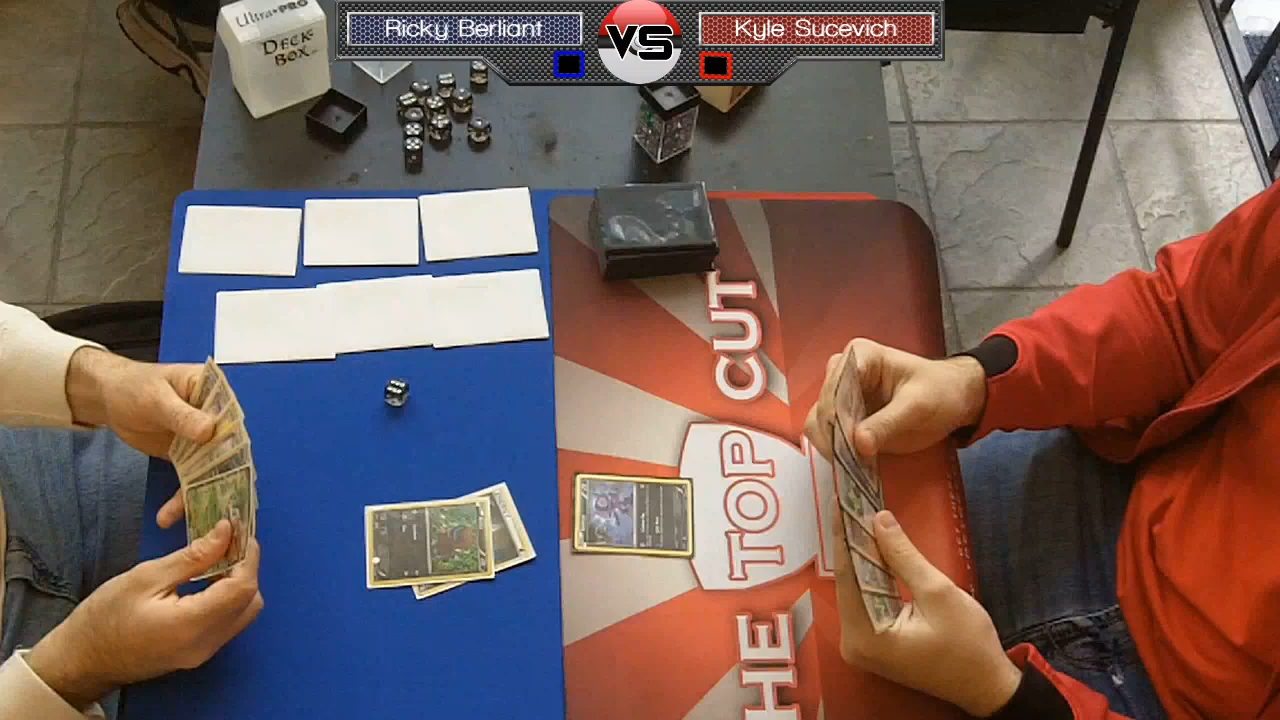 Ultra•PRO
DECK
BOX
Ricky Berliant
VS
Kyle Sucevich
THE TOP CUT